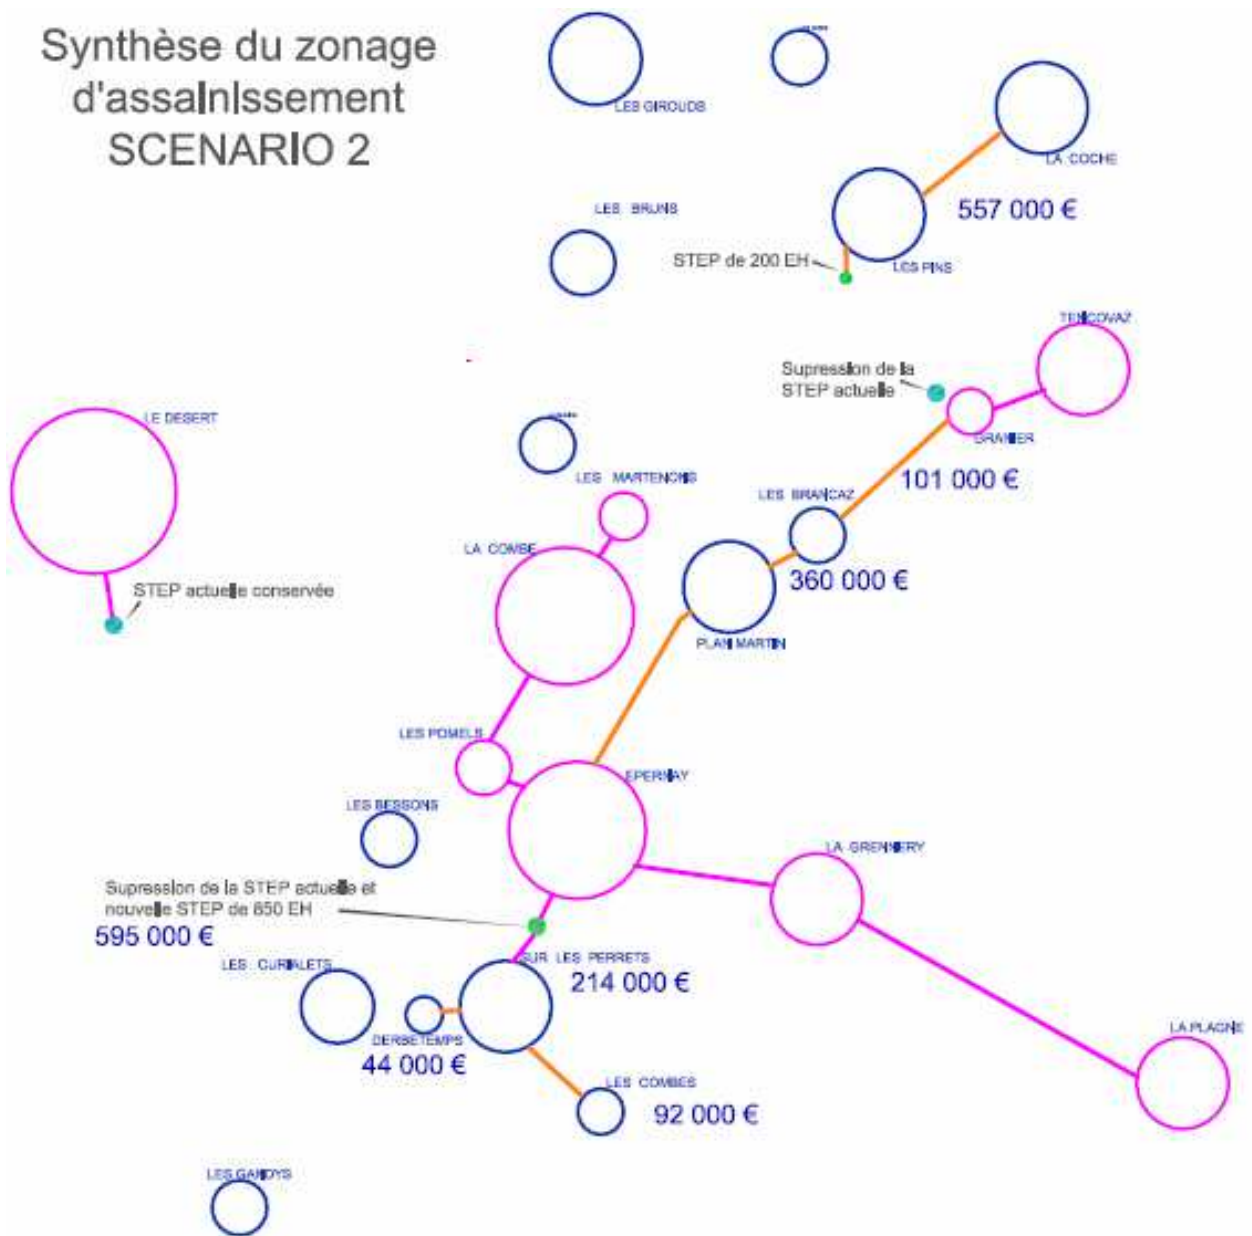 Synthèse du zonage
d'assainissement
SCENARIO 2
LES GIROUDS
LA COCHE
557 000 €
LES BRUNS
STEP de 200 EH
LES PINS
TENCOVAZ
Supression de la
STEP actuelle
GRANIER
101 000 €
LE DESERT
LES MARTENONS
LES BRANCAZ
LA COMBE
360 000 €
STEP actuelle conservée
PLAN MARTIN
LES POMELS
EPERNAY
LES BESSONS
LA GRENNERY
Supression de la STEP actuelle et
nouvelle STEP de 850 EH
595 000 €
LES CURIALETS
SUR LES PERRETS
214 000 €
LA PLAGNE
DERBETEMPS
44 000 €
LES COMBES
92 000 €
LES GANDYS